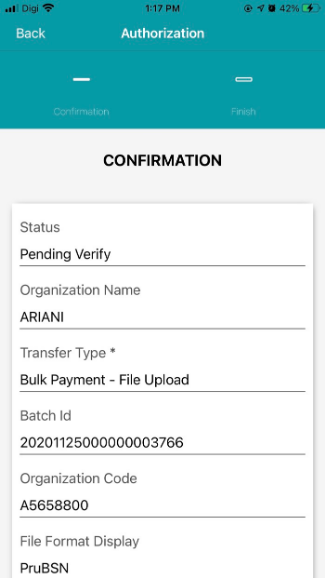 Digi 1:17 PM 42%
Back Authorization
Confirmation Finish
CONFIRMATION
Status
Pending Verify
Organization Name
ARIANI
Transfer Type *
Bulk Payment - File Upload
Batch Id
20201125000000003766
Organization Code
A5658800
File Format Display
PruBSN